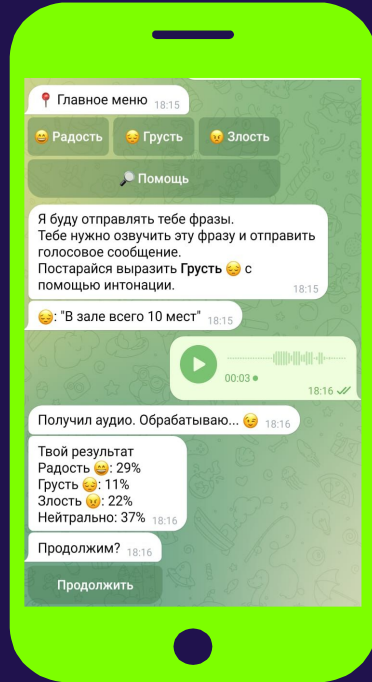 📍 Главное меню 18:15
😄 Радость 😔 Грусть 😠 Злость
🔎 Помощь
Я буду отправлять тебе фразы.
Тебе нужно озвучить эту фразу и отправить
голосовое сообщение.
Постарайся выразить Грусть 😔 с
помощью интонации. 18:15
😔: "В зале всего 10 мест" 18:15
00:03
18:16
Получил аудио. Обрабатываю... 😉 18:16
Твой результат
Радость 😄: 29%
Грусть 😔: 11%
Злость 😠: 22%
Нейтрально: 37% 18:16
Продолжим? 18:16
Продолжить